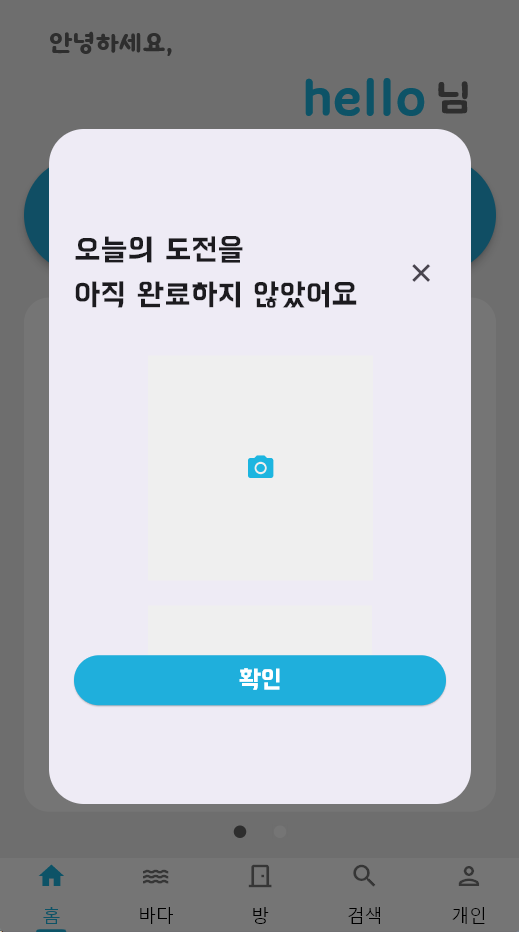 안녕하세요,
hello 님
오늘의 도전을
아직 완료하지 않았어요
확인
홈
바다
방
검색
개인